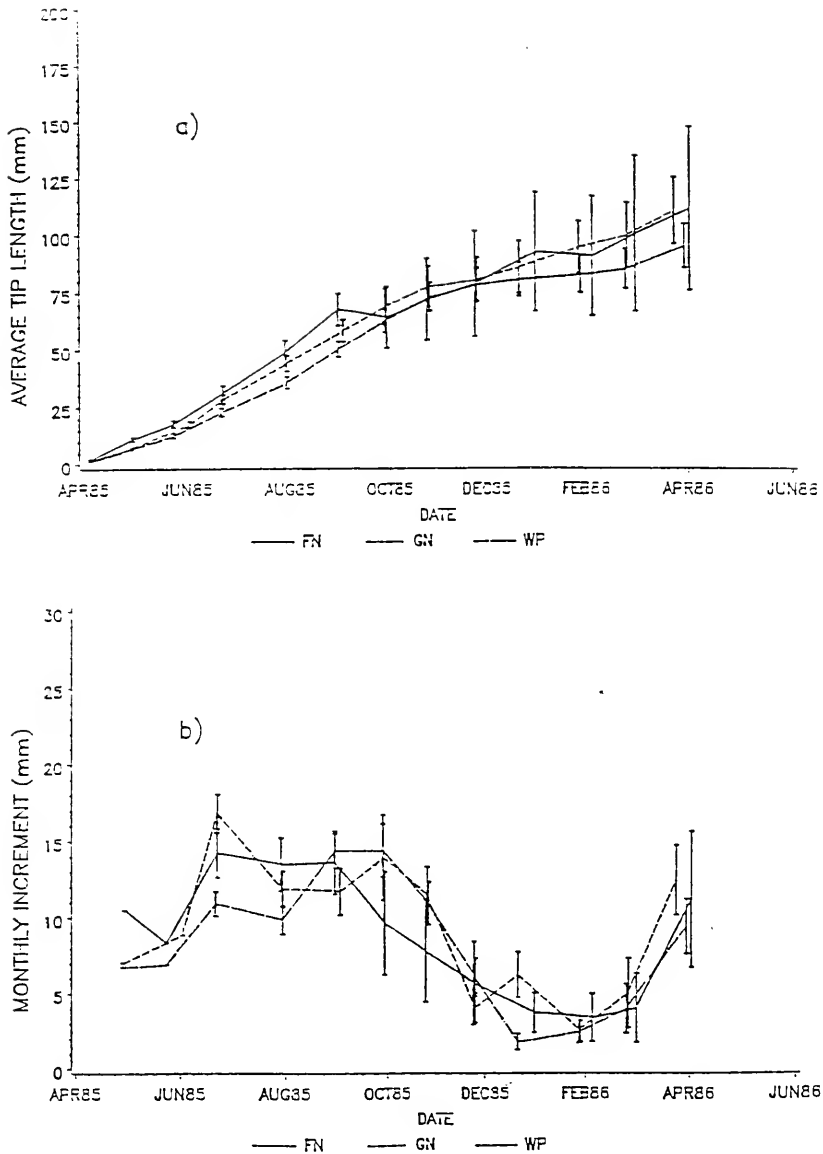 200
175
a)
150
125
100
75
50
25
0
AVERAGE TIP LENGTH (mm)
APR85 JUN85 AUG85 OCT85 DEC85 FEB86 APR86 JUN86
DATE
FN GN WP
30
25
b)
20
15
10
5
0
MONTHLY INCREMENT (mm)
APR85 JUN85 AUG85 OCT85 DEC85 FEB86 APR86 JUN86
DATE
FN GN WP